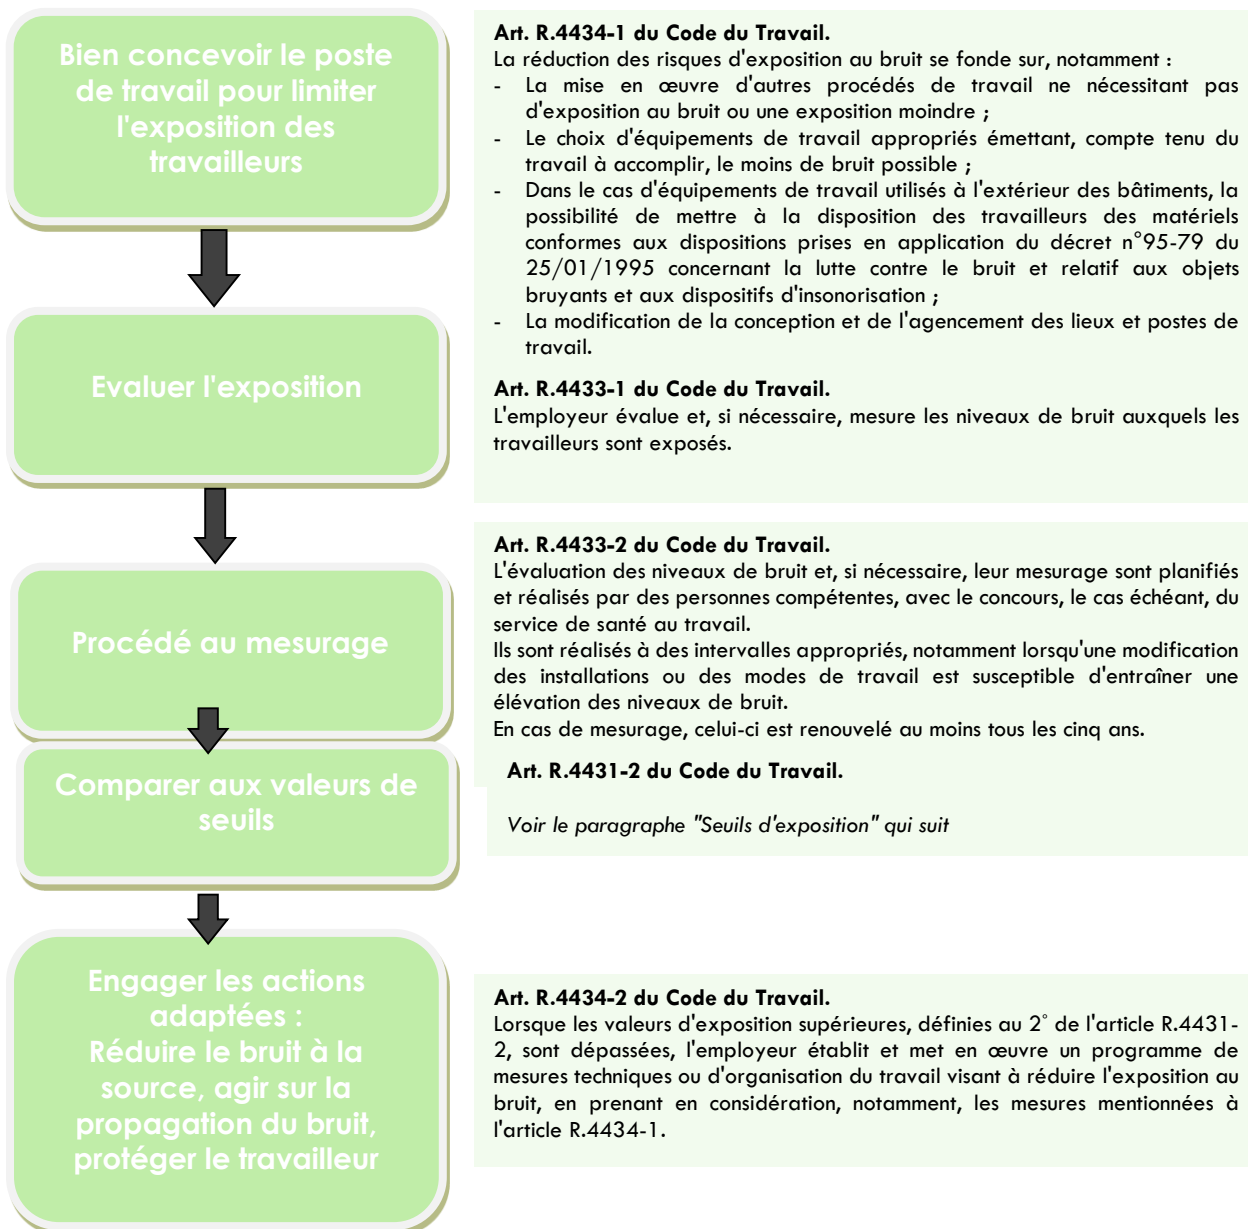 Bien concevoir le poste
de travail pour limiter
l'exposition des
travailleurs
Art. R.4434-1 du Code du Travail.
La réduction des risques d'exposition au bruit se fonde sur, notamment :
- La mise en œuvre d'autres procédés de travail ne nécessitant pas
d'exposition au bruit ou une exposition moindre ;
- Le choix d'équipements de travail appropriés émettant, compte tenu du
travail à accomplir, le moins de bruit possible ;
- Dans le cas d'équipements de travail utilisés à l'extérieur des bâtiments, la
possibilité de mettre à la disposition des travailleurs des matériels
conformes aux dispositions prises en application du décret n°95-79 du
25/01/1995 concernant la lutte contre le bruit et relatif aux objets
bruyants et aux dispositifs d'insonorisation ;
- La modification de la conception et de l'agencement des lieux et postes de
travail.
Evaluer l'exposition
Art. R.4433-1 du Code du Travail.
L'employeur évalue et, si nécessaire, mesure les niveaux de bruit auxquels les
travailleurs sont exposés.
Procédé au mesurage
Art. R.4433-2 du Code du Travail.
L'évaluation des niveaux de bruit et, si nécessaire, leur mesurage sont planifiés
et réalisés par des personnes compétentes, avec le concours, le cas échéant, du
service de santé au travail.
Ils sont réalisés à des intervalles appropriés, notamment lorsqu'une modification
des installations ou des modes de travail est susceptible d'entraîner une
élévation des niveaux de bruit.
En cas de mesurage, celui-ci est renouvelé au moins tous les cinq ans.
Comparer aux valeurs de
seuils
Art. R.4431-2 du Code du Travail.
Voir le paragraphe "Seuils d'exposition" qui suit
Engager les actions
adaptées :
Réduire le bruit à la
source, agir sur la
propagation du bruit,
protéger le travailleur
Art. R.4434-2 du Code du Travail.
Lorsque les valeurs d'exposition supérieures, définies au 2° de l'article R.4431-
2, sont dépassées, l'employeur établit et met en œuvre un programme de
mesures techniques ou d'organisation du travail visant à réduire l'exposition au
bruit, en prenant en considération, notamment, les mesures mentionnées à
l'article R.4434-1.